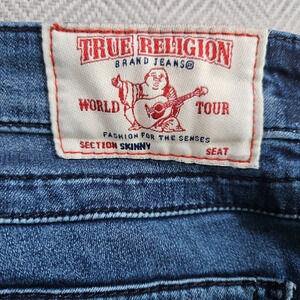 TRUE RELIGION
BRAND JEANS®
WORLD TOUR
FASHION FOR THE SENSES
SECTION SKINNY SEAT